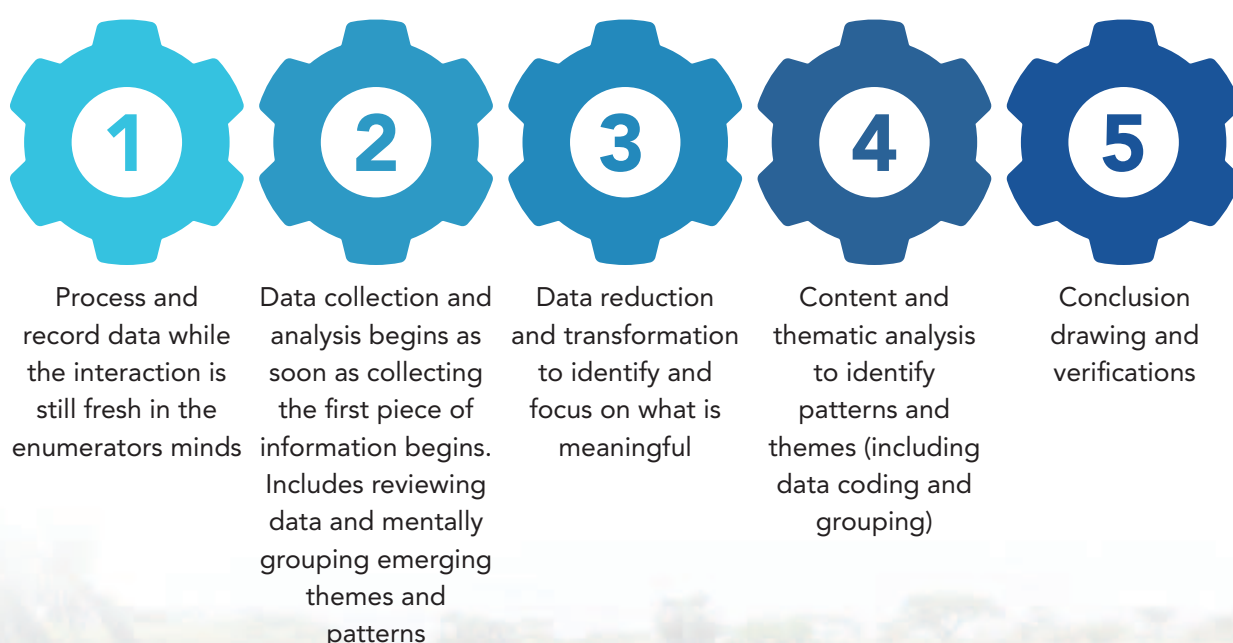 1
Process and
record data while
the interaction is
still fresh in the
enumerators minds
2
Data collection and
analysis begins as
soon as collecting
the first piece of
information begins.
Includes reviewing
data and mentally
grouping emerging
themes and
patterns
3
Data reduction
and transformation
to identify and
focus on what is
meaningful
4
Content and
thematic analysis
to identify
patterns and
themes (including
data coding and
grouping)
5
Conclusion
drawing and
verifications